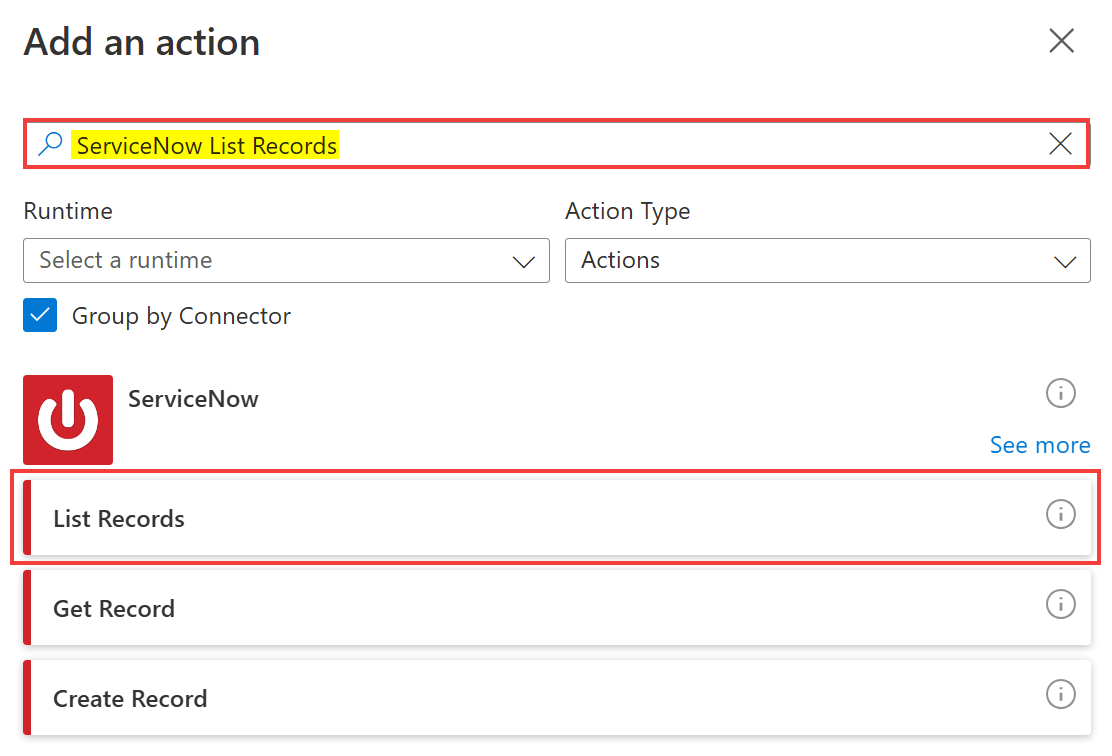 Add an action
ServiceNow List Records
Runtime
Action Type
Select a runtime
Actions
Group by Connector
ServiceNow
See more
List Records
Get Record
Create Record